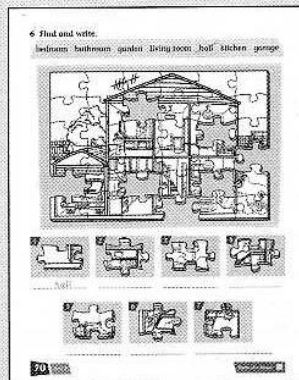 6 Find and write.
bedroom bathroom garden living room hall kitchen garage
hall
70